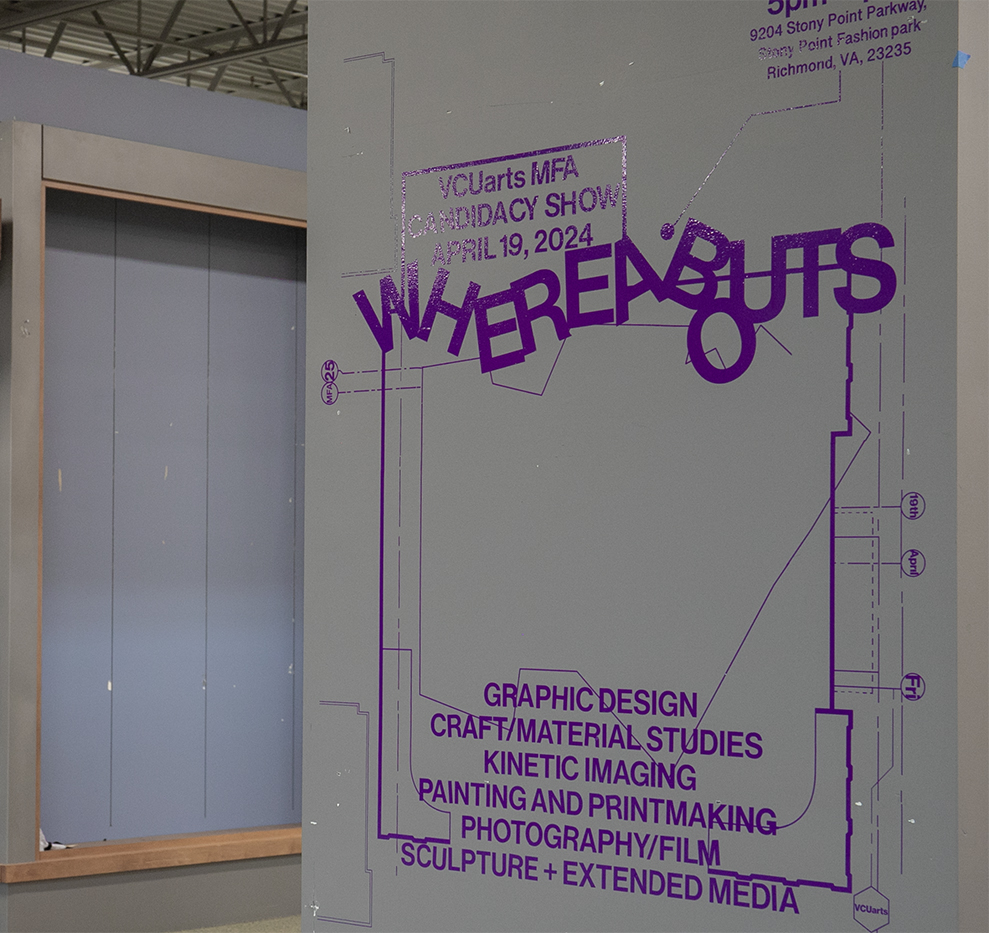 5pm
9204 Stony Point Parkway,
Stony Point Fashion park
Richmond, VA, 23235
VCUarts MFA
CANDIDACY SHOW
APRIL 19, 2024
WHEREABOUTS
MFA 25
19th
April
Fri
GRAPHIC DESIGN
CRAFT/MATERIAL STUDIES
KINETIC IMAGING
PAINTING AND PRINTMAKING
PHOTOGRAPHY/FILM
SCULPTURE + EXTENDED MEDIA
VCUarts